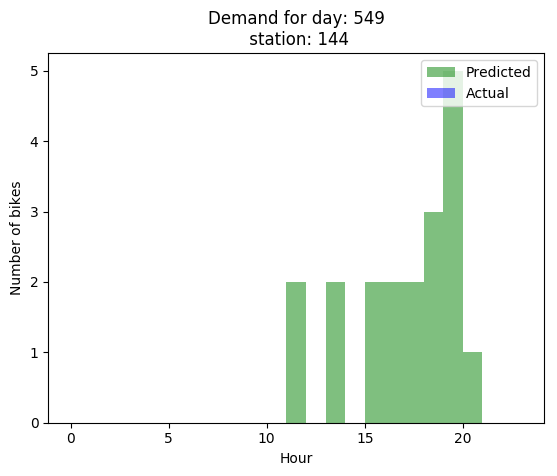 Demand for day: 549
station: 144
Predicted
Actual
Number of bikes
5
4
3
2
1
0
0 5 10 15 20
Hour